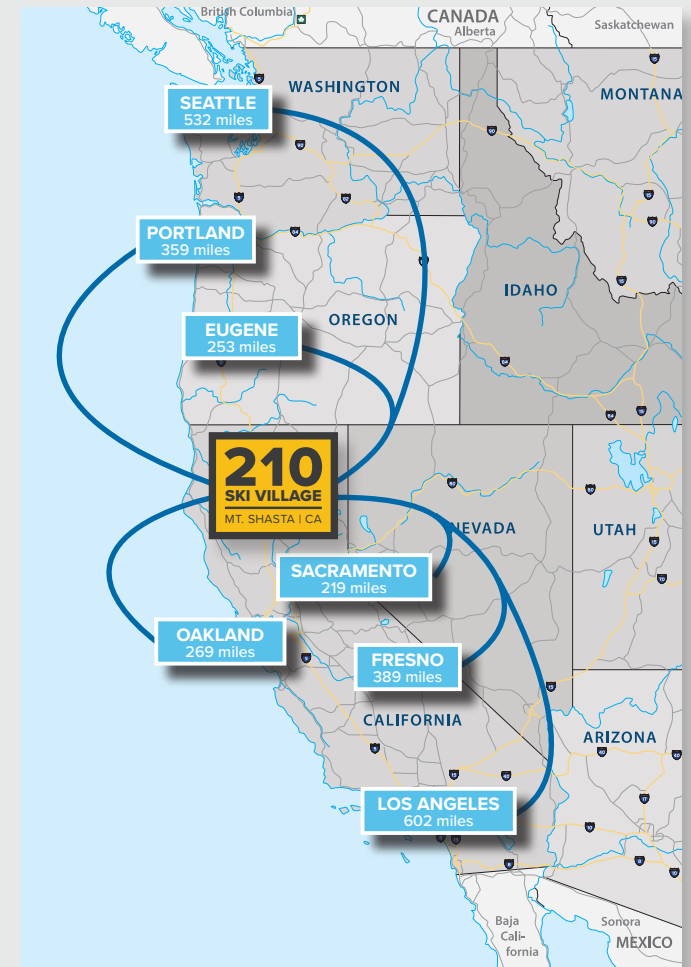 British Columbia
CANADA
Alberta
Saskatchewan
WASHINGTON
MONTANA
SEATTLE
532 miles
PORTLAND
359 miles
IDAHO
OREGON
EUGENE
253 miles
210
SKI VILLAGE
MT. SHASTA | CA
NEVADA
UTAH
SACRAMENTO
219 miles
OAKLAND
269 miles
FRESNO
389 miles
CALIFORNIA
ARIZONA
LOS ANGELES
602 miles
Baja
Cali-
fornia
Sonora
MEXICO